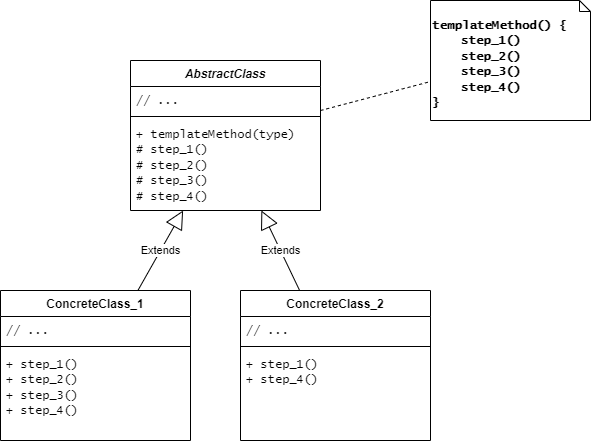 templateMethod() {
step_1()
step_2()
step_3()
step_4()
}
AbstractClass
// ...
+ templateMethod(type)
# step_1()
# step_2()
# step_3()
# step_4()
Extends
Extends
ConcreteClass_1
// ...
+ step_1()
+ step_2()
+ step_3()
+ step_4()
ConcreteClass_2
// ...
+ step_1()
+ step_4()